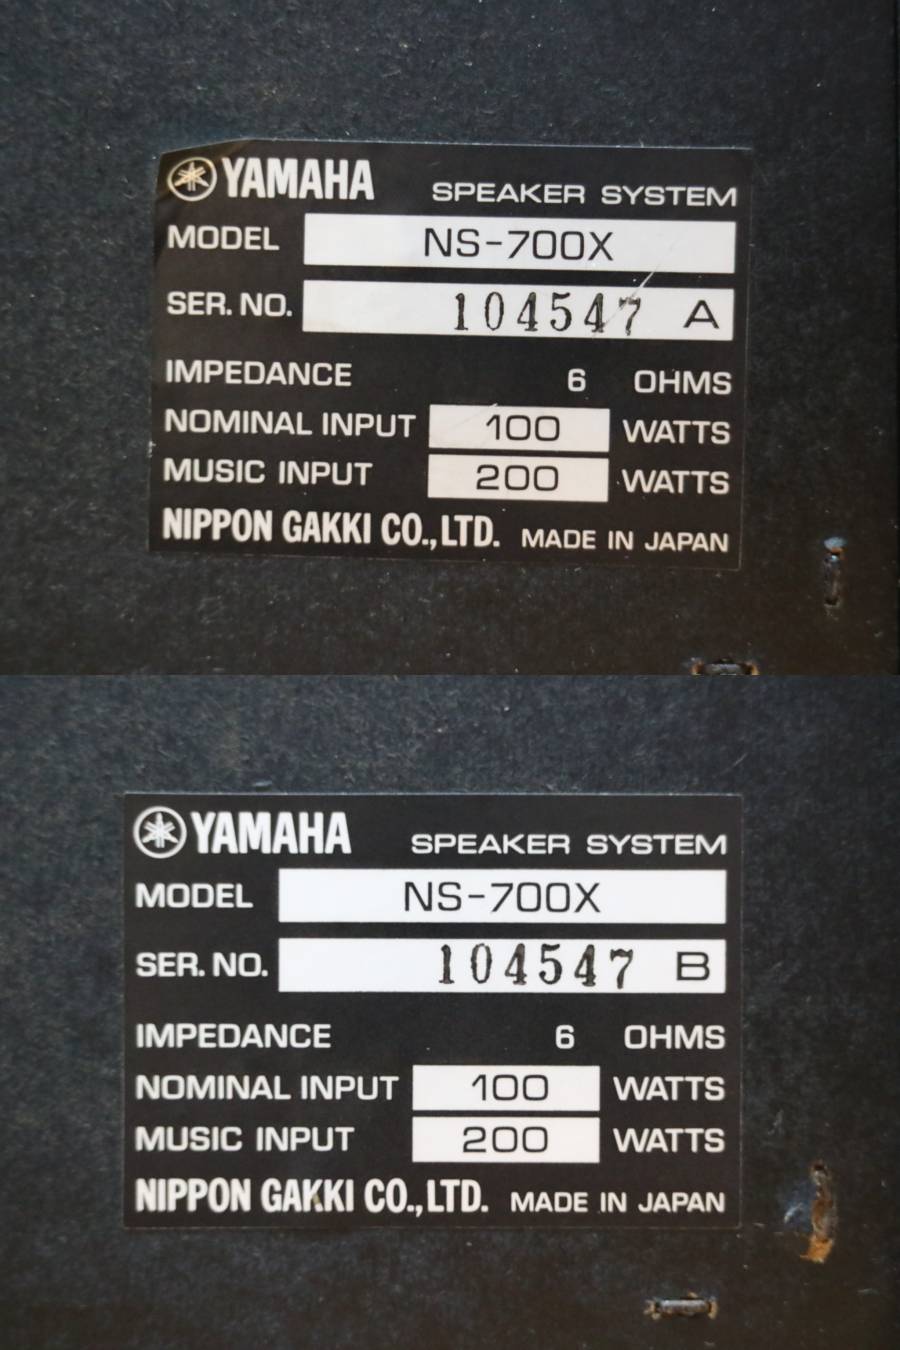 YAMAHA SPEAKER SYSTEM
MODEL NS-700X
SER. NO. 104547 A
IMPEDANCE 6 OHMS
NOMINAL INPUT 100 WATTS
MUSIC INPUT 200 WATTS
NIPPON GAKKI CO., LTD. MADE IN JAPAN
YAMAHA SPEAKER SYSTEM
MODEL NS-700X
SER. NO. 104547 B
IMPEDANCE 6 OHMS
NOMINAL INPUT 100 WATTS
MUSIC INPUT 200 WATTS
NIPPON GAKKI CO., LTD. MADE IN JAPAN